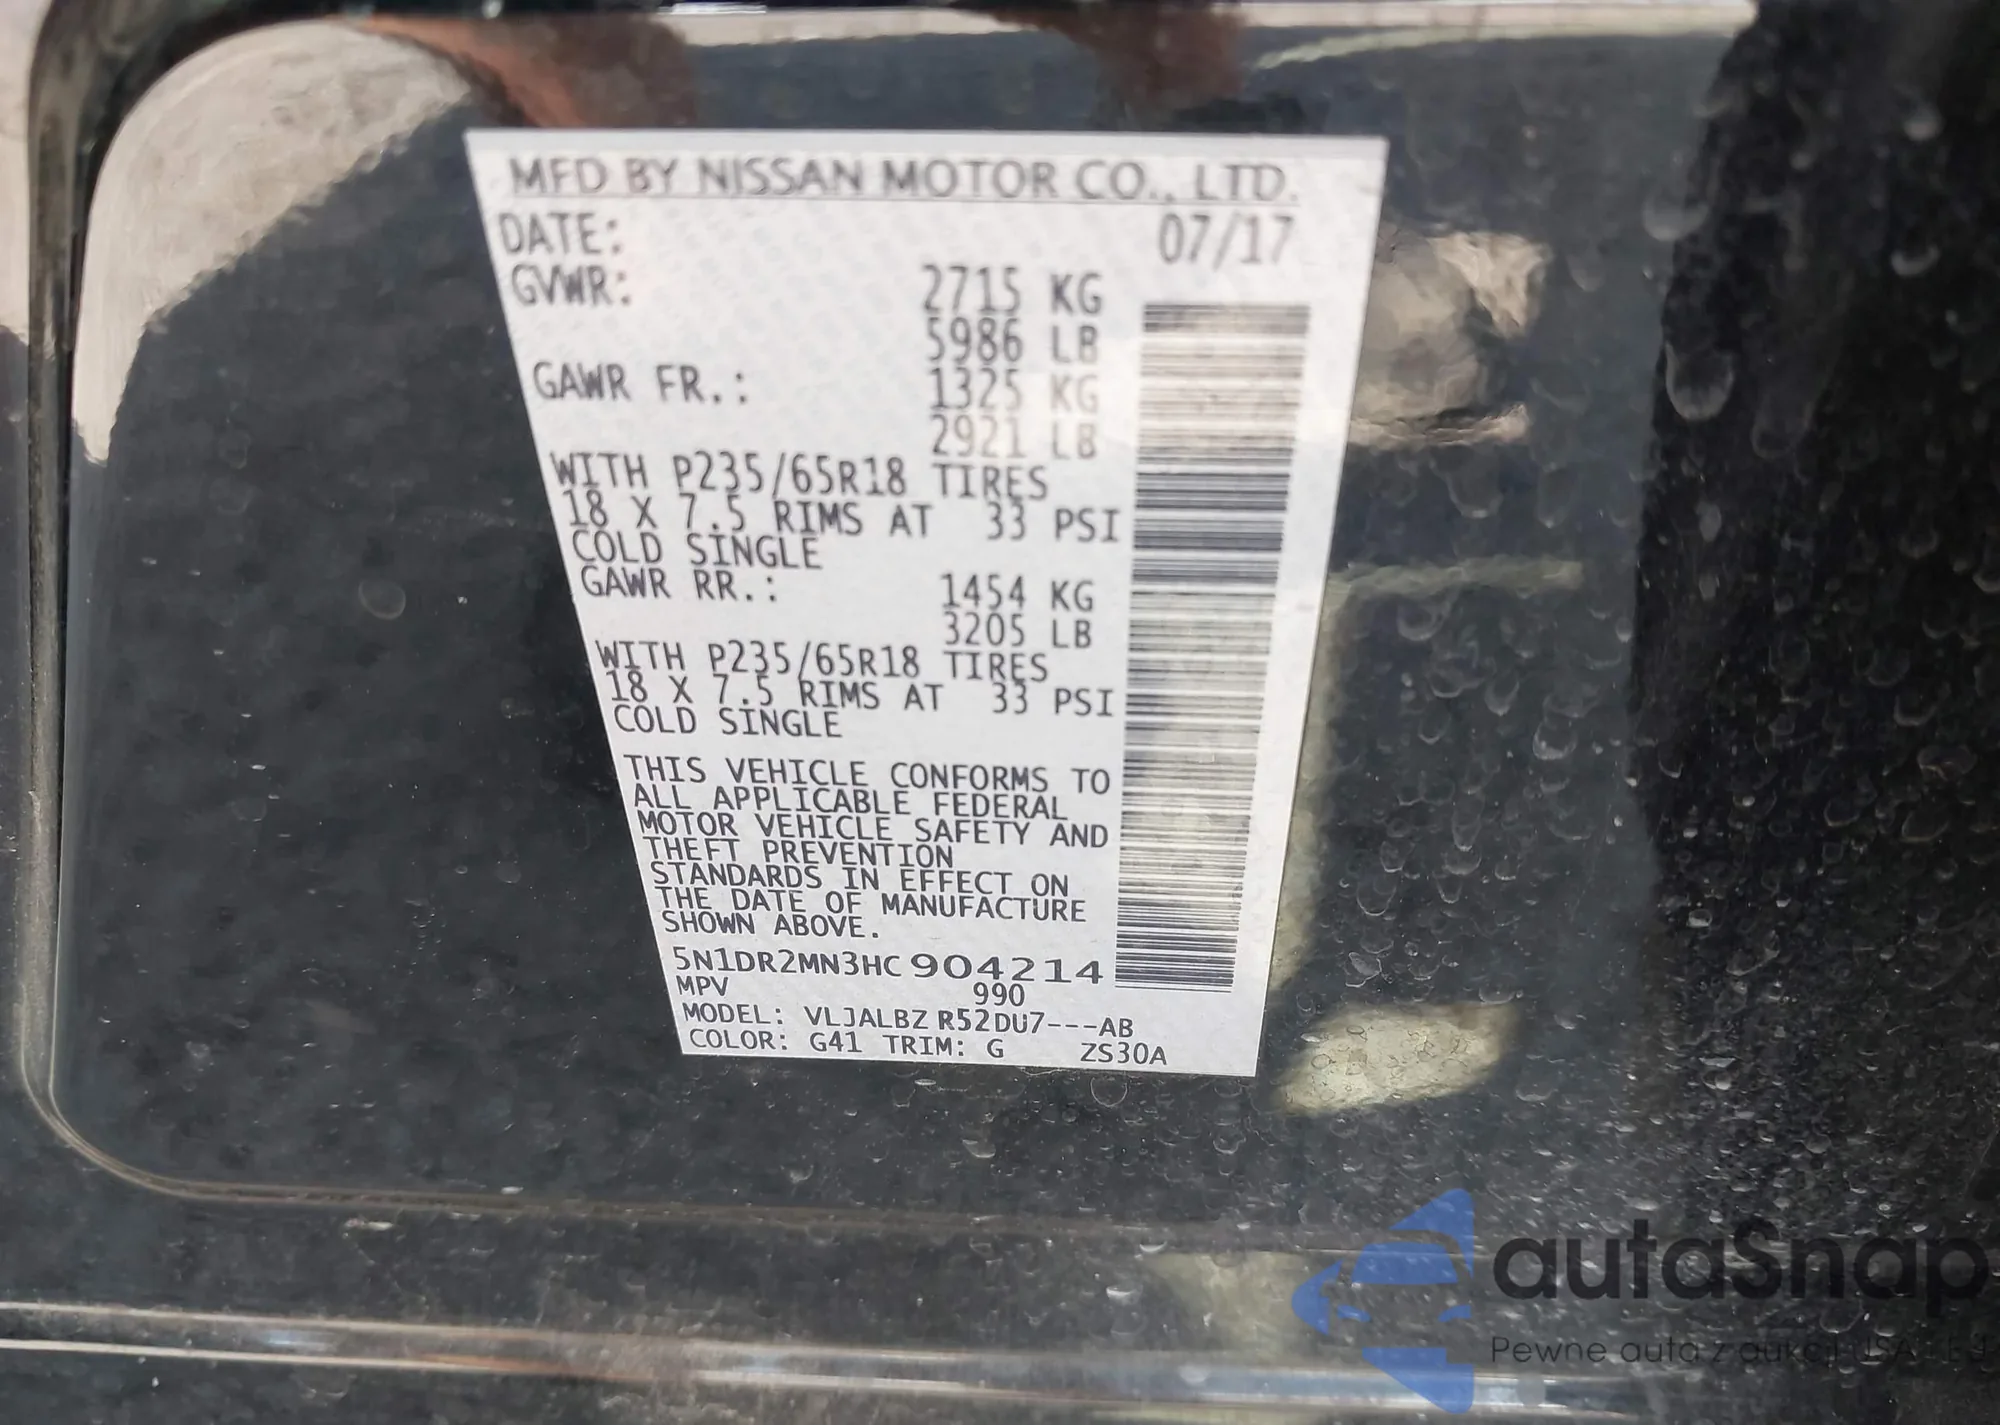 MFD BY NISSAN MOTOR CO., LTD.
DATE: 07/17
GVWR: 2715 KG
5986 LB
GAWR FR.: 1325 KG
2921 LB
WITH P235/65R18 TIRES
18 X 7.5 RIMS AT 33 PSI
COLD SINGLE
GAWR RR.: 1454 KG
3205 LB
WITH P235/65R18 TIRES
18 X 7.5 RIMS AT 33 PSI
COLD SINGLE
THIS VEHICLE CONFORMS TO
ALL APPLICABLE FEDERAL
MOTOR VEHICLE SAFETY AND
THEFT PREVENTION
STANDARDS IN EFFECT ON
THE DATE OF MANUFACTURE
SHOWN ABOVE.
5N1DR2MN3HC904214
MPV 990
MODEL: VLJALBZ R52DU7---AB
COLOR: G41 TRIM: G ZS30A
autaSnap
Pewne auta z aukcji USA